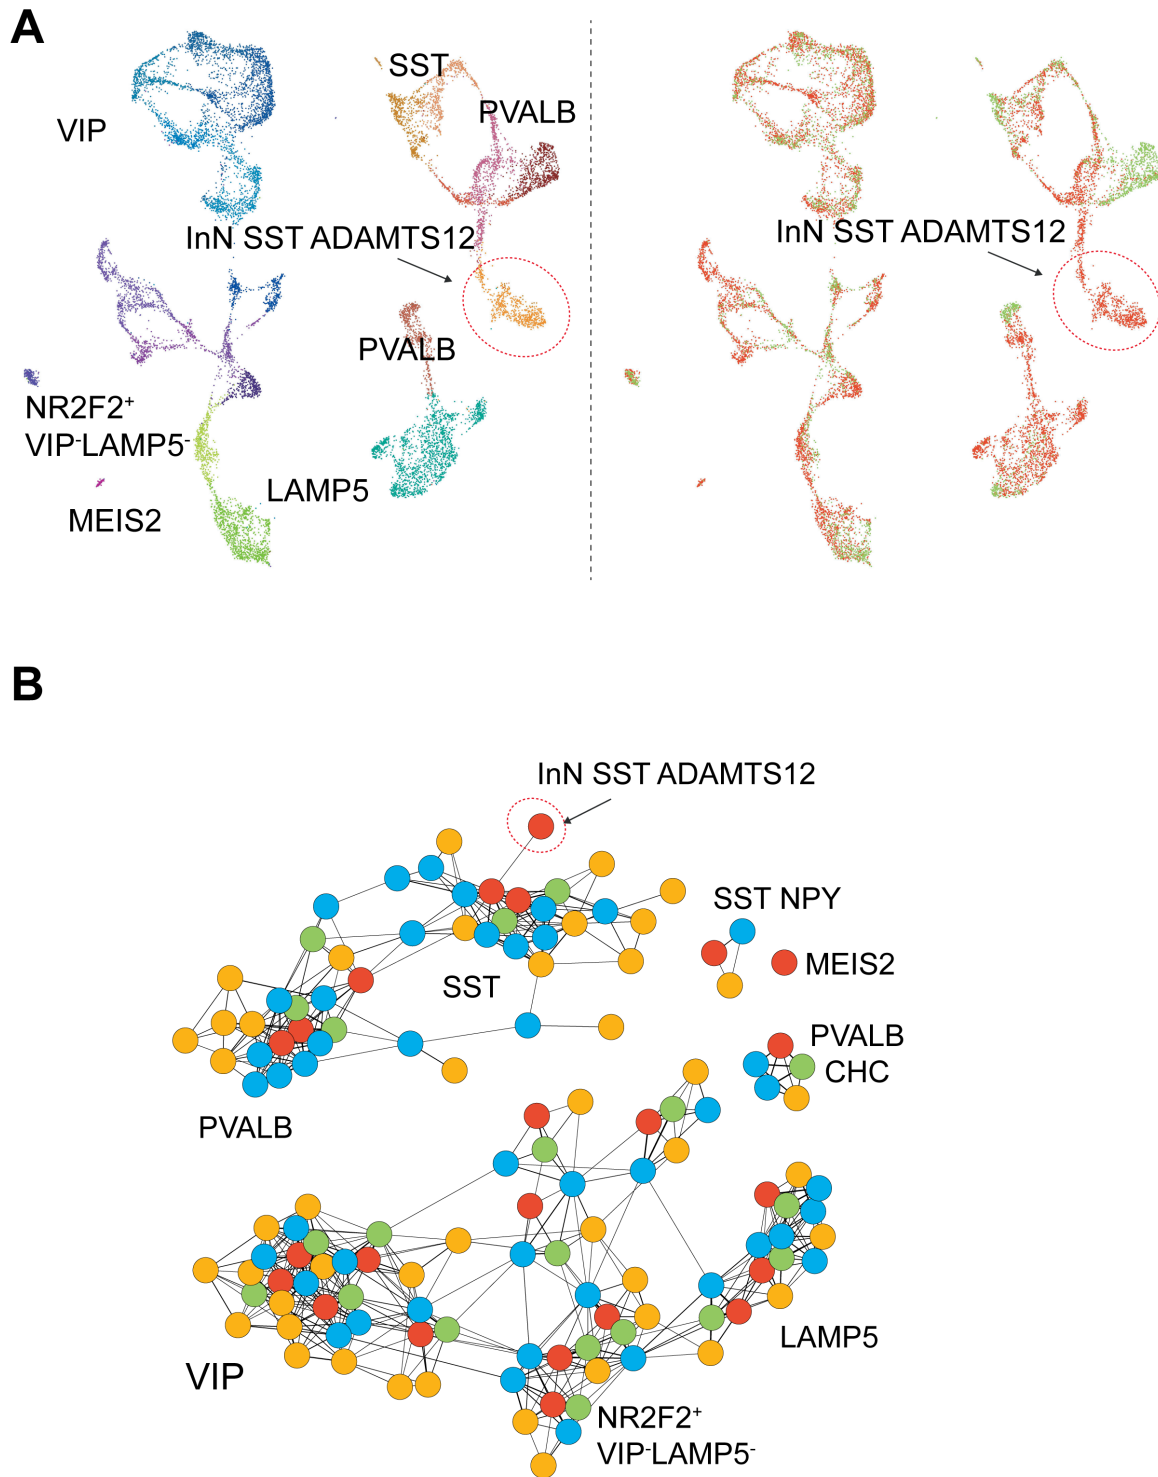 A
SST
PVALB
VIP
InN SST ADAMTS12
InN SST ADAMTS12
PVALB
NR2F2⁺
VIP⁻LAMP5⁻
LAMP5
MEIS2
B
InN SST ADAMTS12
SST NPY
MEIS2
SST
PVALB
CHC
PVALB
LAMP5
VIP
NR2F2⁺
VIP⁻LAMP5⁻